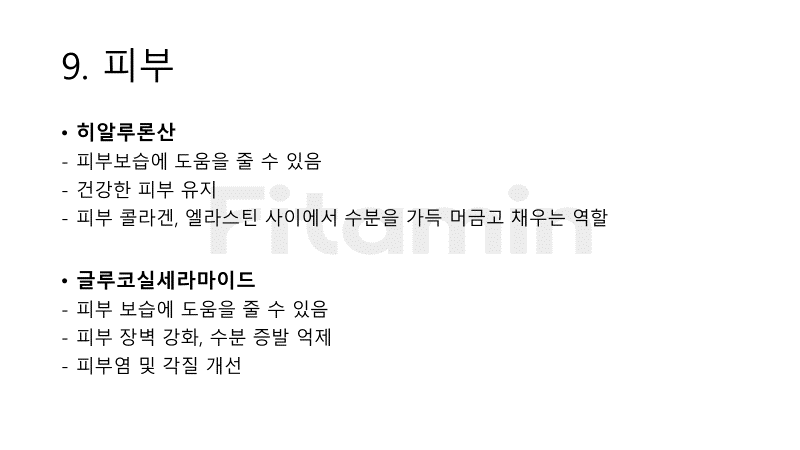 9. 피부
• 히알루론산
- 피부보습에 도움을 줄 수 있음
- 건강한 피부 유지
- 피부 콜라겐, 엘라스틴 사이에서 수분을 가득 머금고 채우는 역할
Fitamin
• 글루코실세라마이드
- 피부 보습에 도움을 줄 수 있음
- 피부 장벽 강화, 수분 증발 억제
- 피부염 및 각질 개선